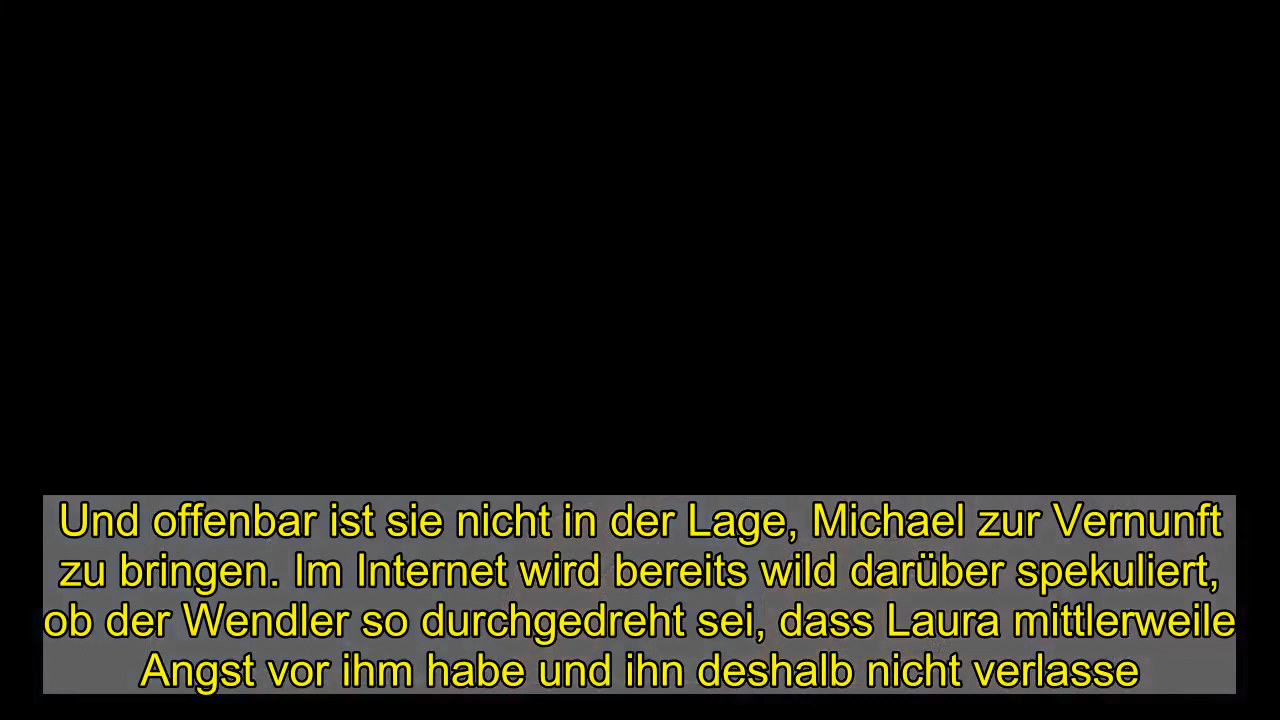 Und offenbar ist sie nicht in der Lage, Michael zur Vernunft
zu bringen. Im Internet wird bereits wild darüber spekuliert,
ob der Wendler so durchgedreht sei, dass Laura mittlerweile
Angst vor ihm habe und ihn deshalb nicht verlasse